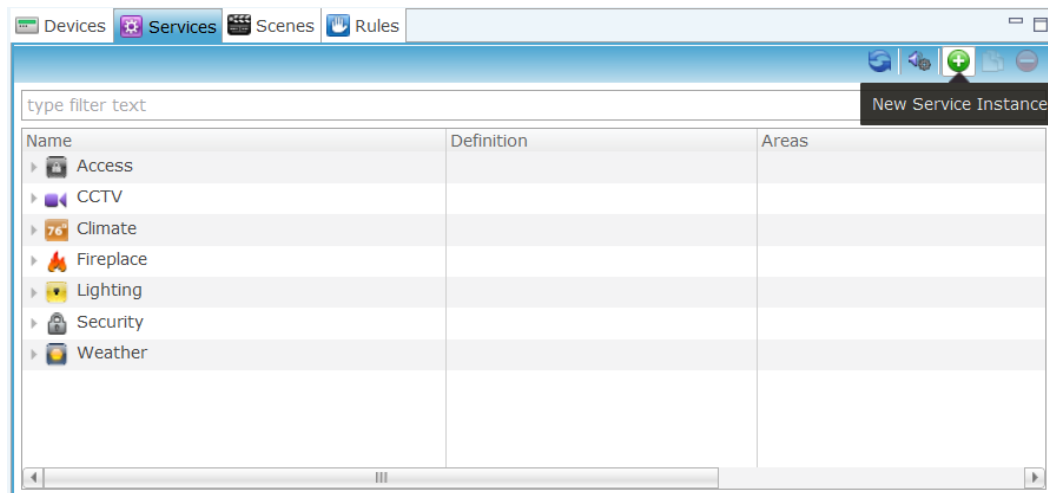 Devices Services Scenes Rules
type filter text
New Service Instance
Name Definition Areas
Access
CCTV
76° Climate
Fireplace
Lighting
Security
Weather